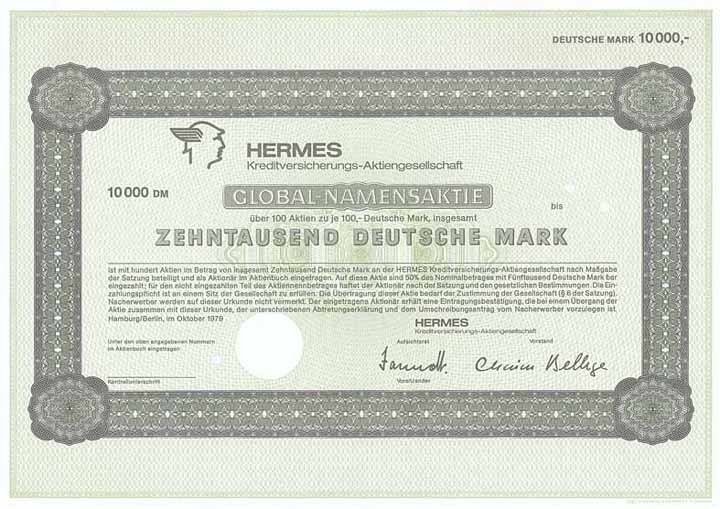 DEUTSCHE MARK 10 000,-
HERMES
Kreditversicherungs-Aktiengesellschaft
10 000 DM
GLOBAL-NAMENSAKTIE
bis
über 100 Aktien zu je 100,- Deutsche Mark, insgesamt
ZEHNTAUSEND DEUTSCHE MARK
ist mit hundert Aktien im Betrag von insgesamt Zehntausend Deutsche Mark an der HERMES Kreditversicherungs-Aktiengesellschaft nach Maßgabe
der Satzung beteiligt und als Aktionär im Aktienbuch eingetragen. Auf diese Aktie sind 50% des Nominalbetrages mit Fünftausend Deutsche Mark bar
eingezahlt; für den nicht eingezahlten Teil des Aktiennennbetrages haftet der Aktionär nach der Satzung und den gesetzlichen Bestimmungen. Die Ein-
zahlungspflicht ist an einem Sitz der Gesellschaft zu erfüllen. Die Übertragung dieser Aktie bedarf der Zustimmung der Gesellschaft (§ 6 der Satzung).
Nacherwerber werden auf dieser Urkunde nicht vermerkt. Der eingetragene Aktionär erhält eine Eintragungsbestätigung, die bei einem Übergang der
Aktie zusammen mit dieser Urkunde, der unterschriebenen Abtretungserklärung und dem Umschreibungsantrag vom Nacherwerber vorzulegen ist.
Hamburg/Berlin, im Oktober 1979
HERMES
Kreditversicherungs-Aktiengesellschaft
Unter den oben angegebenen Nummern
im Aktienbuch eingetragen
Aufsichtsrat
Vorstand
Vorsitzender
Kontrollunterschrift